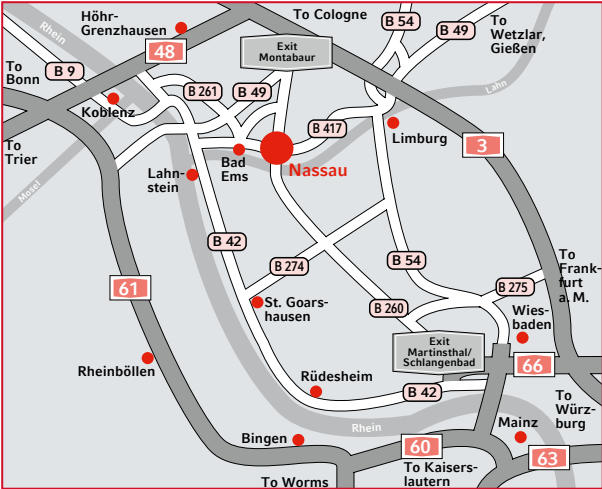 Höhr-
Grenzhausen
To Cologne
B 54
B 49
To
Wetzlar,
Gießen
Rhein
48
Exit
Montabaur
To
Bonn
B 9
B 261
B 49
Lahn
Koblenz
B 417
Limburg
3
To
Trier
Mosel
Lahn-
stein
Bad
Ems
Nassau
B 42
B 274
B 54
To
Frank-
furt
a. M.
61
B 275
St. Goars-
hausen
B 260
Wies-
baden
Exit
Martinsthal/
Schlangenbad
66
Rheinböllen
Rüdesheim
B 42
To
Würz-
burg
Rhein
Mainz
Bingen
60
63
To Worms
To Kaisers-
lautern